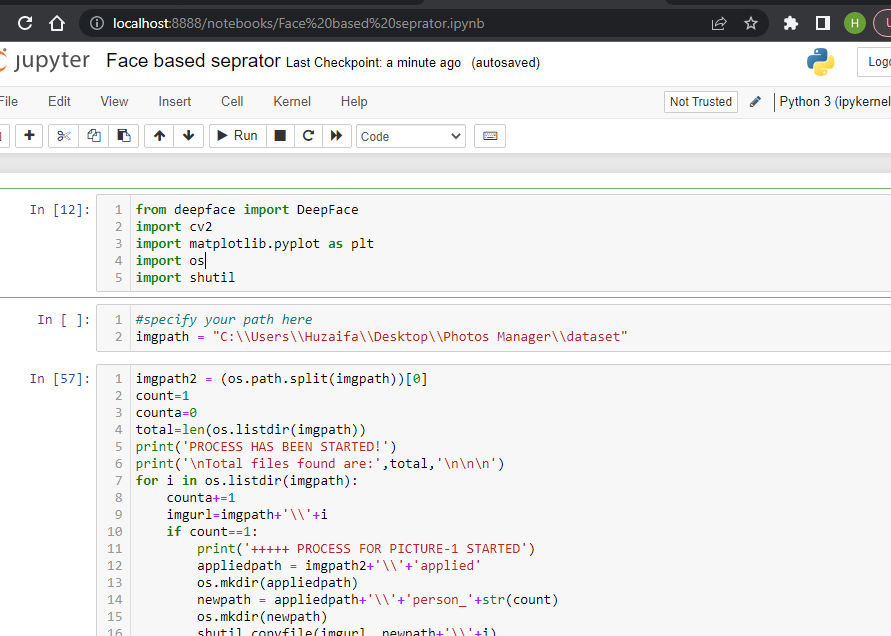 localhost:8888/notebooks/Face%20based%20seprator.ipynb
H
jupyter Face based seprator Last Checkpoint: a minute ago (autosaved)
File Edit View Insert Cell Kernel Help Not Trusted Python 3 (ipykernel
Run Code
In [12]:
1 from deepface import DeepFace
2 import cv2
3 import matplotlib.pyplot as plt
4 import os
5 import shutil
In [ ]:
1 #specify your path here
2 imgpath = "C:\\Users\\Huzaifa\\Desktop\\Photos Manager\\dataset"
In [57]:
1 imgpath2 = (os.path.split(imgpath))[0]
2 count=1
3 counta=0
4 total=len(os.listdir(imgpath))
5 print('PROCESS HAS BEEN STARTED!')
6 print('\nTotal files found are:',total,'\n\n\n')
7 for i in os.listdir(imgpath):
8 counta+=1
9 imgurl=imgpath+'\\'+i
10 if count==1:
11 print('+++++ PROCESS FOR PICTURE-1 STARTED')
12 appliedpath = imgpath2+'\\'+'applied'
13 os.mkdir(appliedpath)
14 newpath = appliedpath+'\\'+'person_'+str(count)
15 os.mkdir(newpath)
16 shutil.copyfile(imgurl, newpath+'\\'+i)